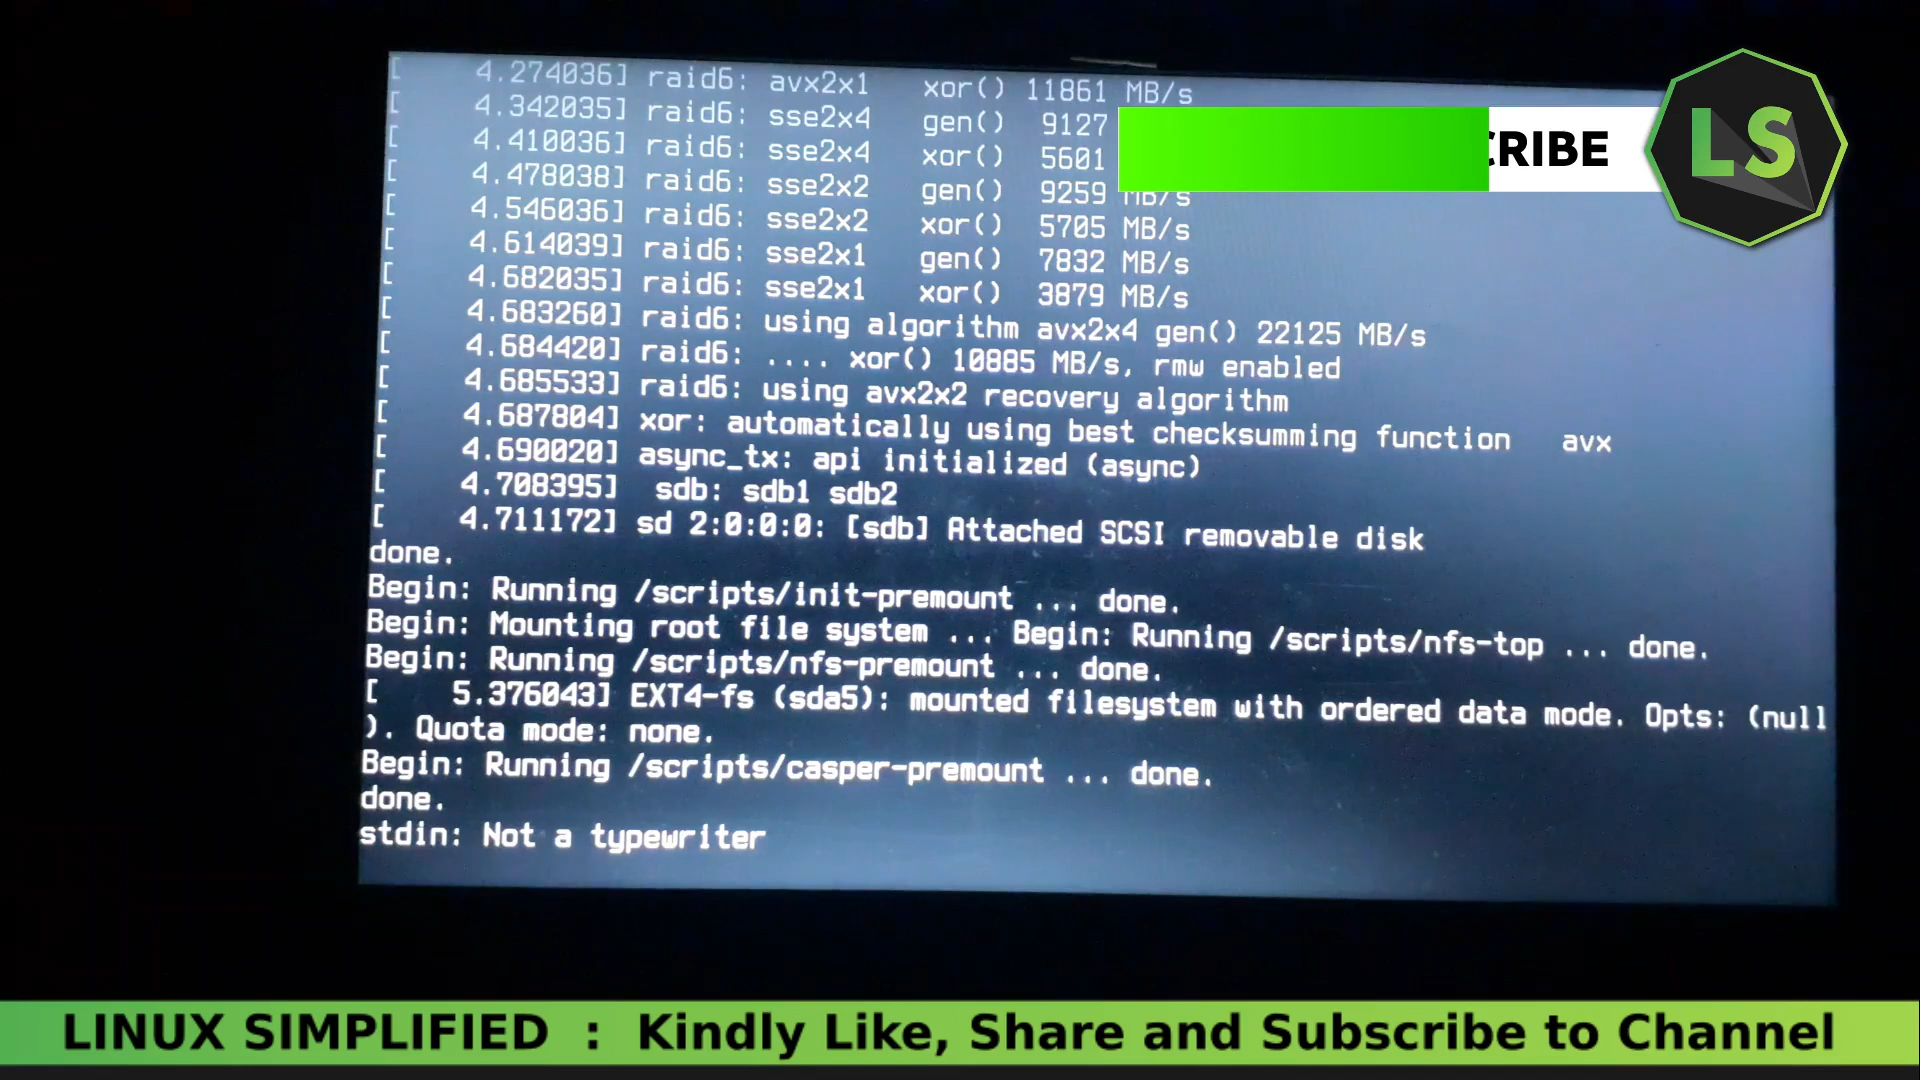 [    4.274036] raid6: avx2x1   xor() 11861 MB/s
[    4.342035] raid6: sse2x4   gen()  9127
[    4.410036] raid6: sse2x4   xor()  5601
[    4.478038] raid6: sse2x2   gen()  9259 MB/s
[    4.546036] raid6: sse2x2   xor()  5705 MB/s
[    4.614039] raid6: sse2x1   gen()  7832 MB/s
[    4.682035] raid6: sse2x1   xor()  3879 MB/s
[    4.683260] raid6: using algorithm avx2x4 gen() 22125 MB/s
[    4.684420] raid6: .... xor() 10885 MB/s, rmw enabled
[    4.685533] raid6: using avx2x2 recovery algorithm
[    4.687804] xor: automatically using best checksumming function   avx
[    4.690020] async_tx: api initialized (async)
[    4.708395]  sdb: sdb1 sdb2
[    4.711172] sd 2:0:0:0: [sdb] Attached SCSI removable disk
done.
Begin: Running /scripts/init-premount ... done.
Begin: Mounting root file system ... Begin: Running /scripts/nfs-top ... done.
Begin: Running /scripts/nfs-premount ... done.
[    5.376043] EXT4-fs (sda5): mounted filesystem with ordered data mode. Opts: (null
). Quota mode: none.
Begin: Running /scripts/casper-premount ... done.
done.
stdin: Not a typewriter
CRIBE
LS
LINUX SIMPLIFIED : Kindly Like, Share and Subscribe to Channel